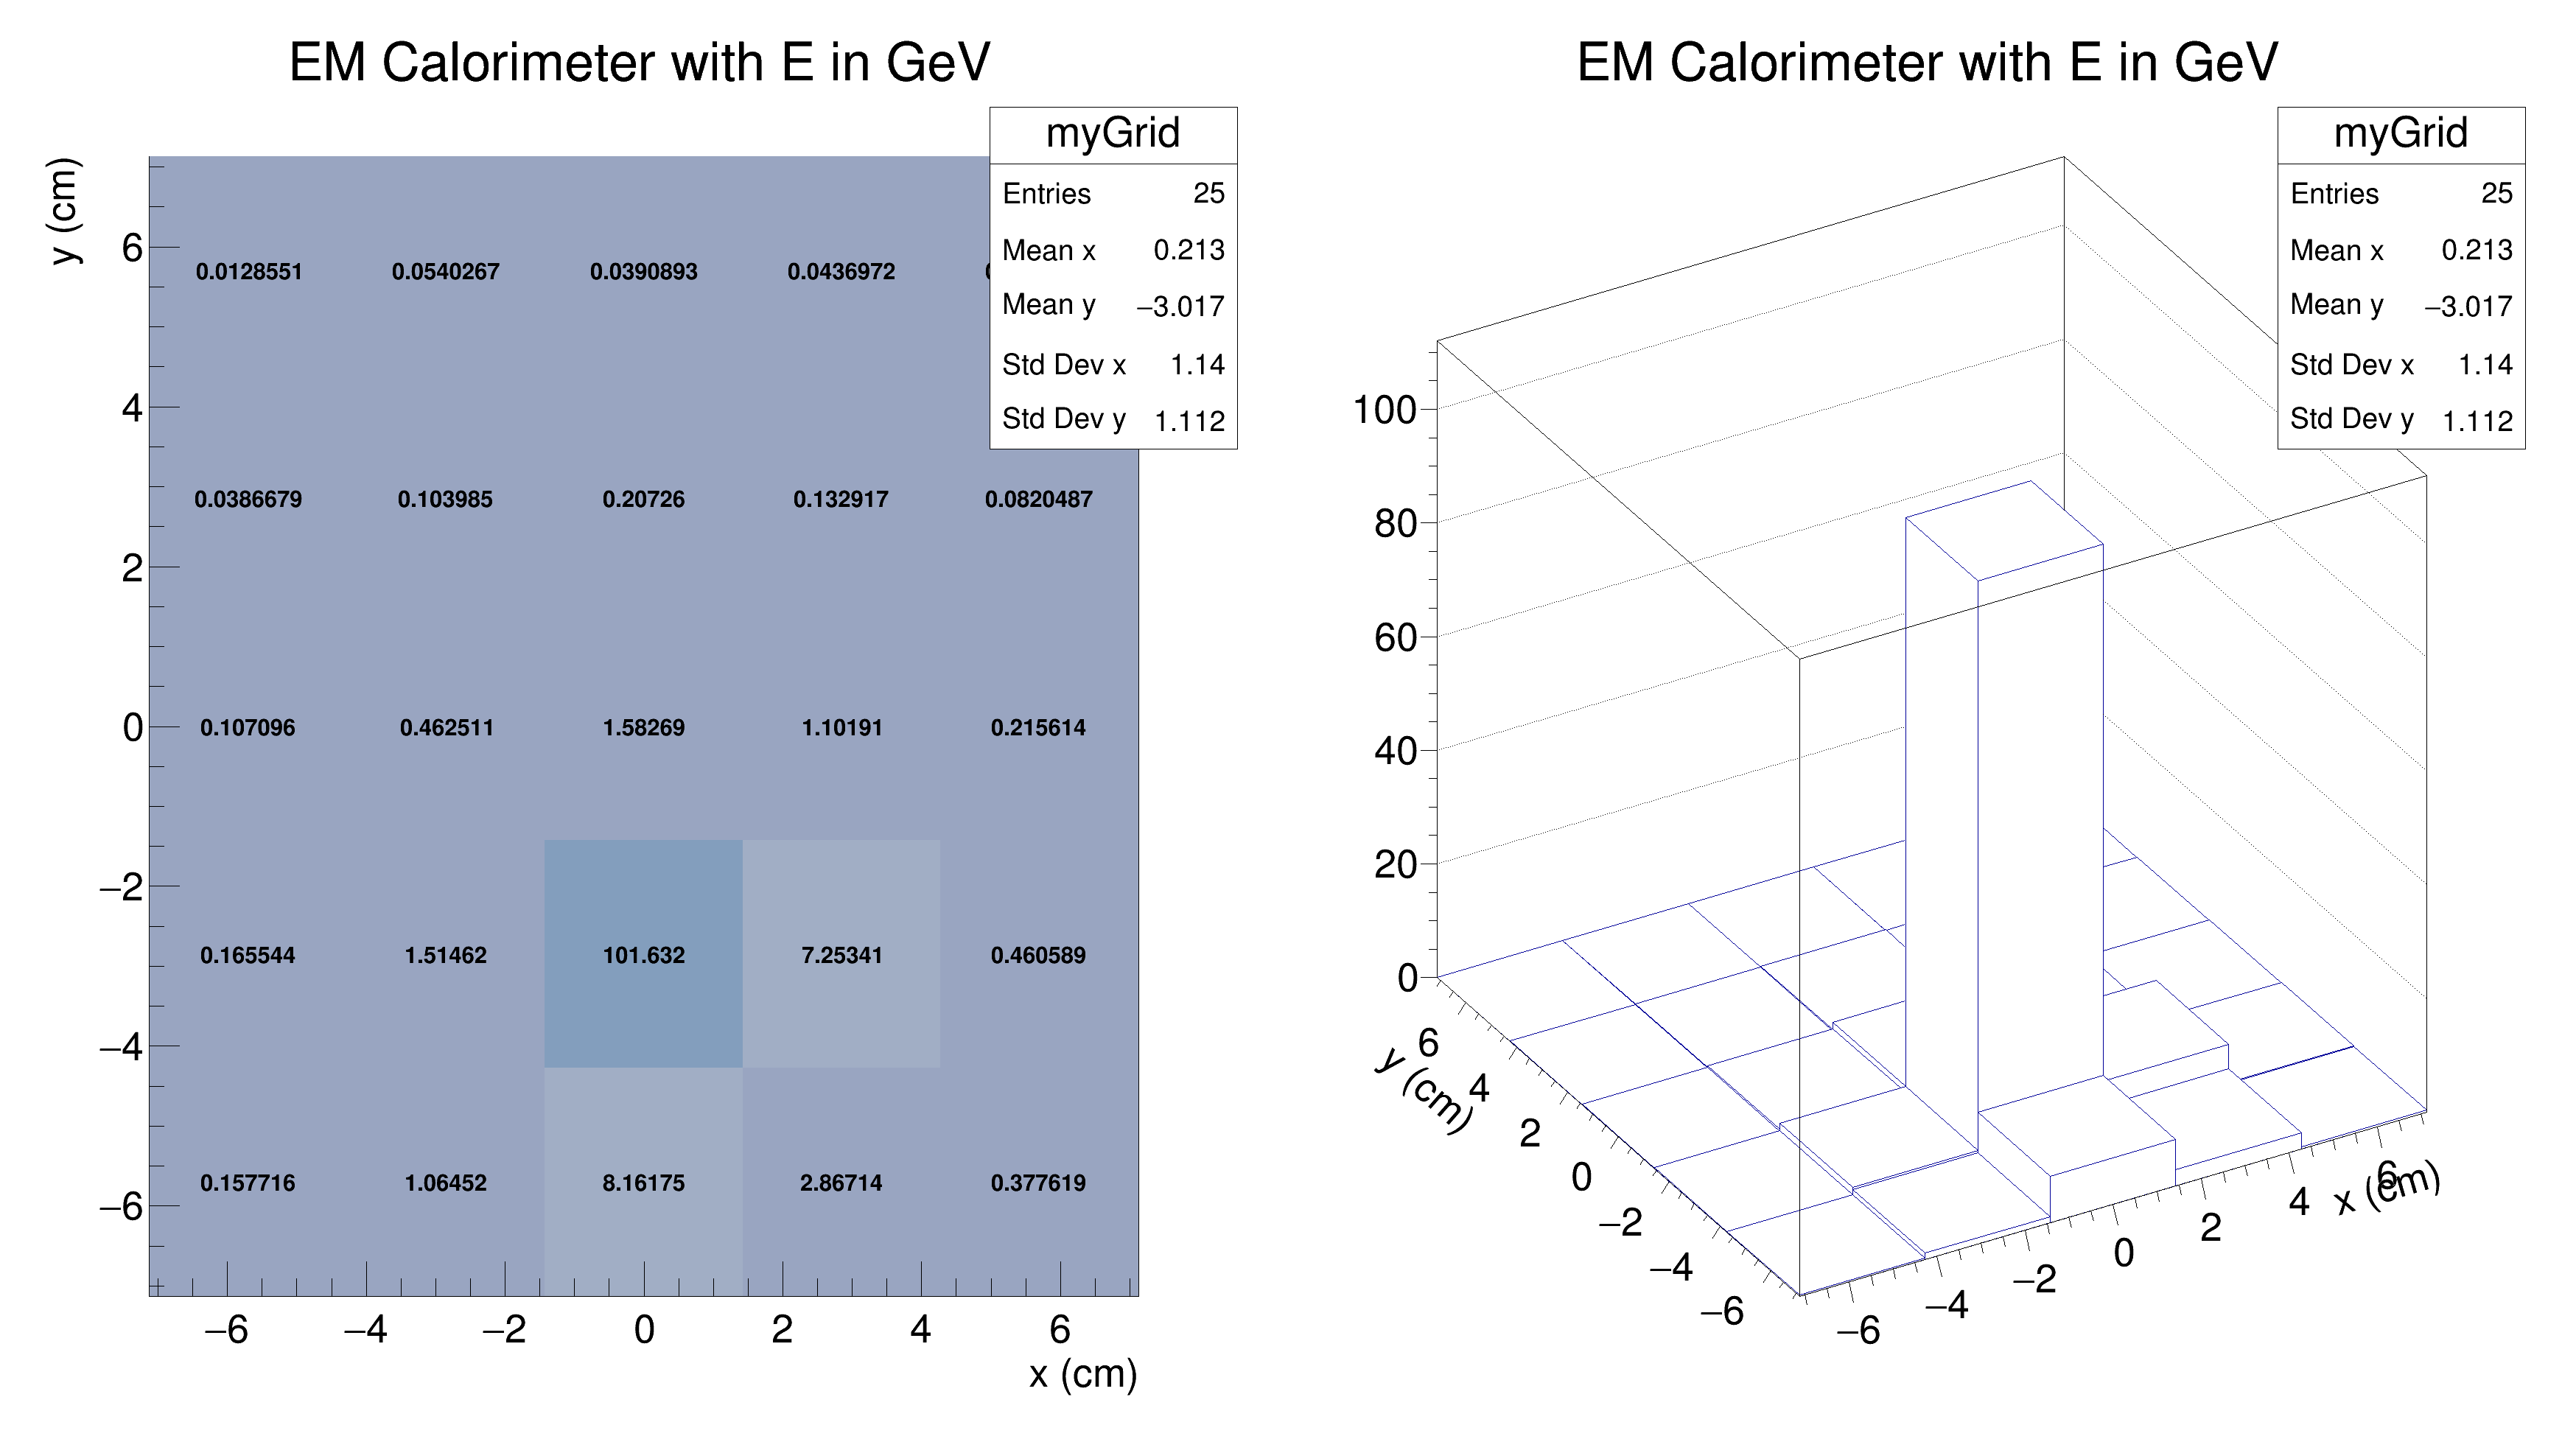 EM Calorimeter with E in GeV
myGrid
Entries 25
Mean x 0.213
Mean y −3.017
Std Dev x 1.14
Std Dev y 1.112
y (cm)
6
4
2
0
−2
−4
−6
0.0128551 0.0540267 0.0390893 0.0436972
0.0386679 0.103985 0.20726 0.132917 0.0820487
0.107096 0.462511 1.58269 1.10191 0.215614
0.165544 1.51462 101.632 7.25341 0.460589
0.157716 1.06452 8.16175 2.86714 0.377619
−6 −4 −2 0 2 4 6
x (cm)
EM Calorimeter with E in GeV
myGrid
Entries 25
Mean x 0.213
Mean y −3.017
Std Dev x 1.14
Std Dev y 1.112
100
80
60
40
20
0
6
4
2
0
−2
−4
−6
y (cm)
−6
−4
−2
0
2
4
6
x (cm)